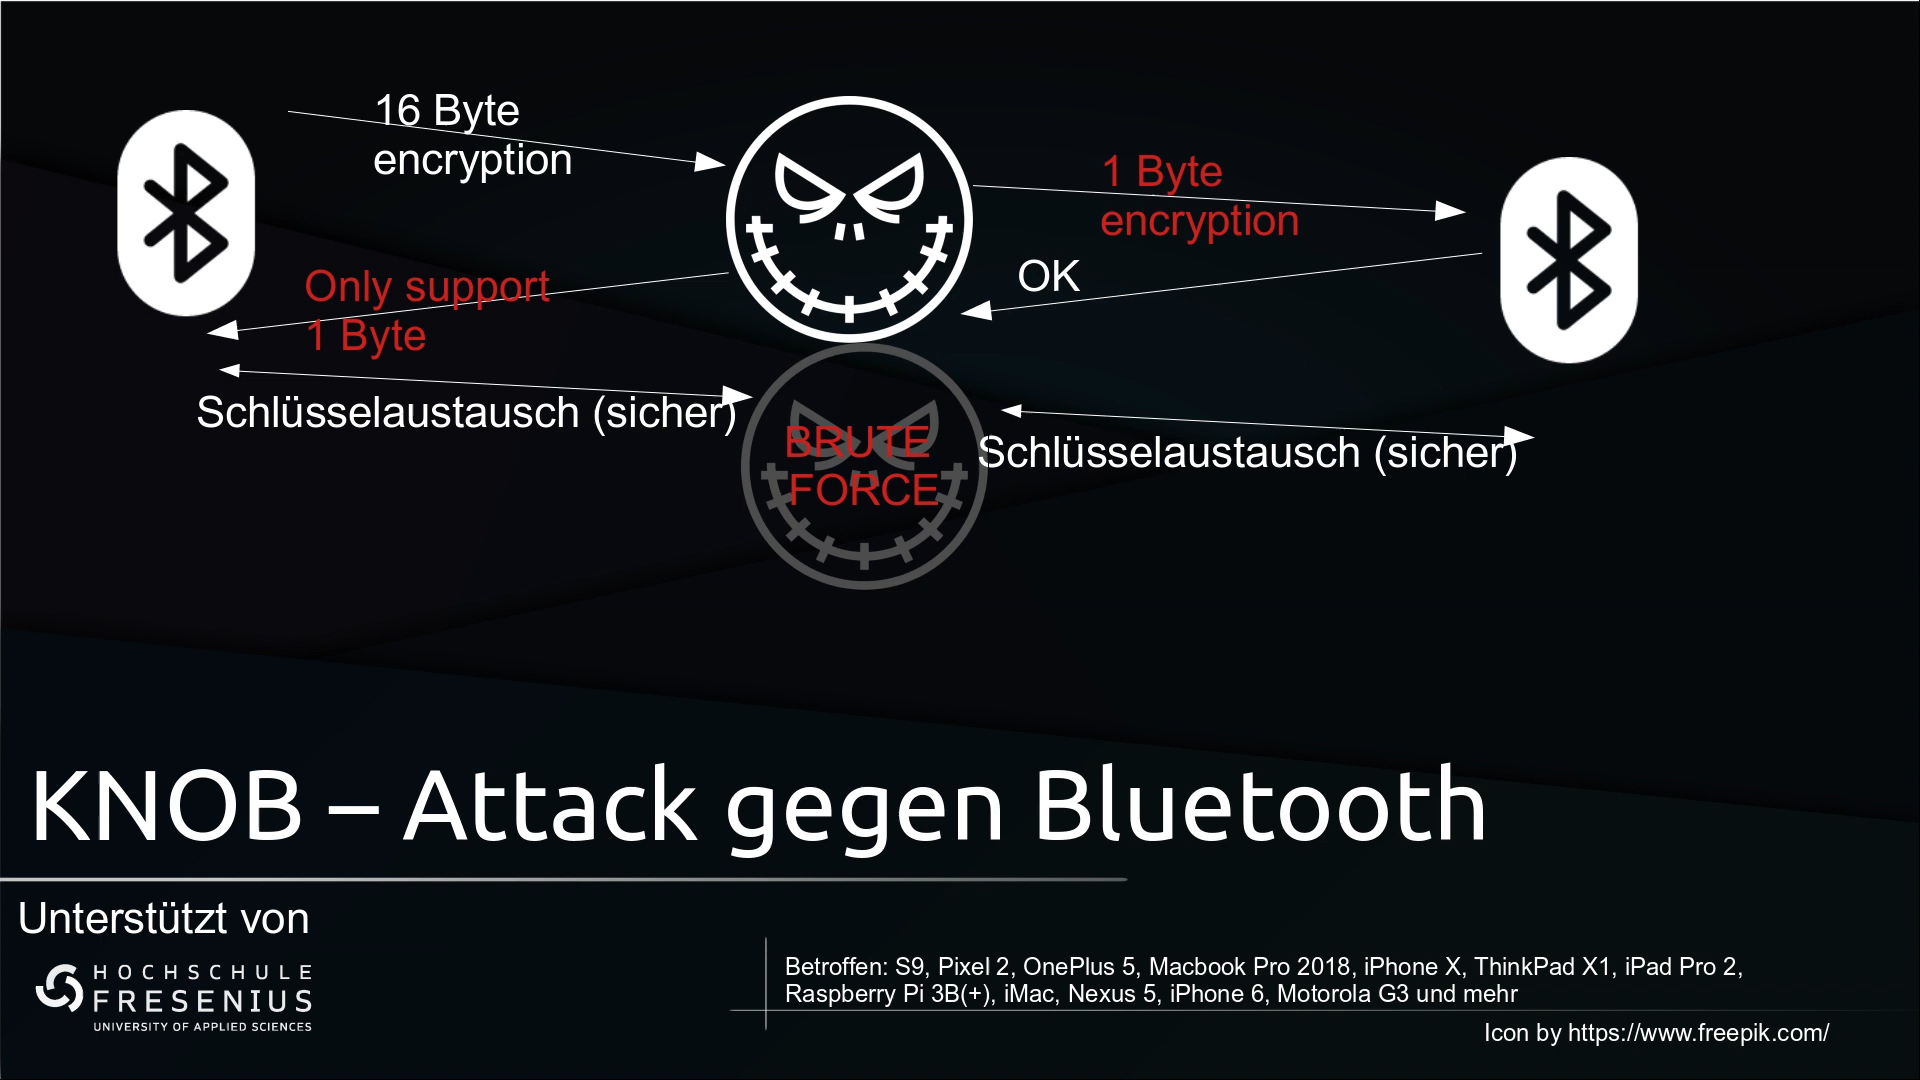 16 Byte
encryption
1 Byte
encryption
Only support
1 Byte
OK
Schlüsselaustausch (sicher)
BRUTE
FORCE
Schlüsselaustausch (sicher)
KNOB – Attack gegen Bluetooth
Unterstützt von
HOCHSCHULE
FRESENIUS
UNIVERSITY OF APPLIED SCIENCES
Betroffen: S9, Pixel 2, OnePlus 5, Macbook Pro 2018, iPhone X, ThinkPad X1, iPad Pro 2,
Raspberry Pi 3B(+), iMac, Nexus 5, iPhone 6, Motorola G3 und mehr
Icon by https://www.freepik.com/